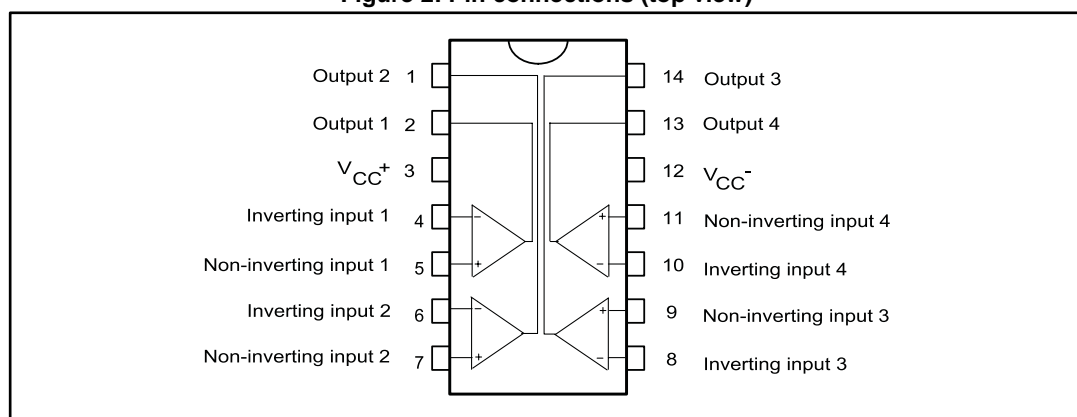 Figure 2. Pin connections (top view)
Output 2 1
14 Output 3
Output 1 2
13 Output 4
VCC+ 3
12 VCC-
Inverting input 1 4
-
+
11 Non-inverting input 4
Non-inverting input 1 5
+
-
10 Inverting input 4
Inverting input 2 6
-
+
9 Non-inverting input 3
Non-inverting input 2 7
+
-
8 Inverting input 3